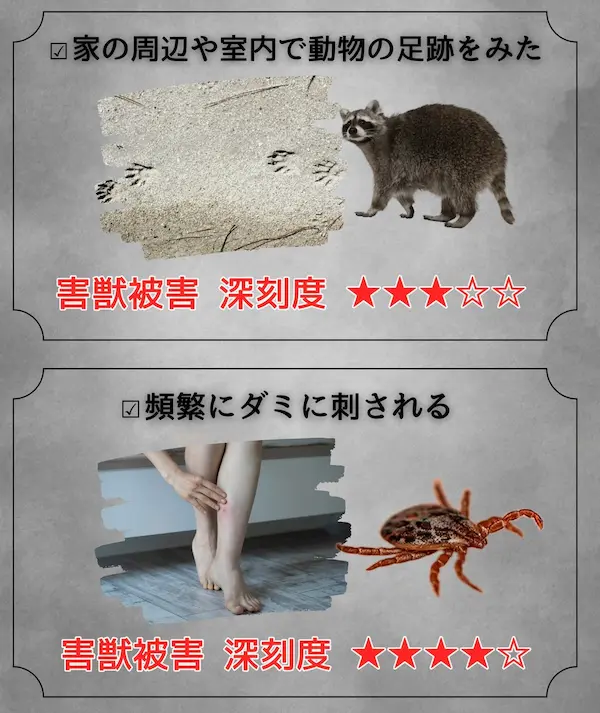 ☑家の周辺や室内で動物の足跡をみた
害獣被害 深刻度 ★★★☆☆
☑頻繁にダミに刺される
害獣被害 深刻度 ★★★★☆